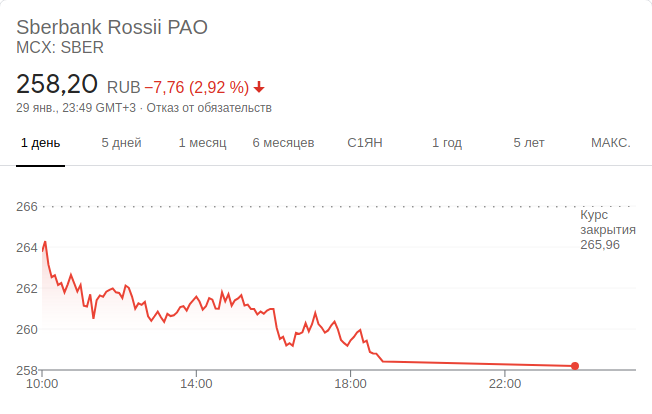 Sberbank Rossii PAO
MCX: SBER
258,20 RUB −7,76 (2,92 %)
29 янв., 23:49 GMT+3 · Отказ от обязательств
1 день 5 дней 1 месяц 6 месяцев С1ЯН 1 год 5 лет МАКС.
266
Курс
закрытия
265,96
264
262
260
258
10:00 14:00 18:00 22:00